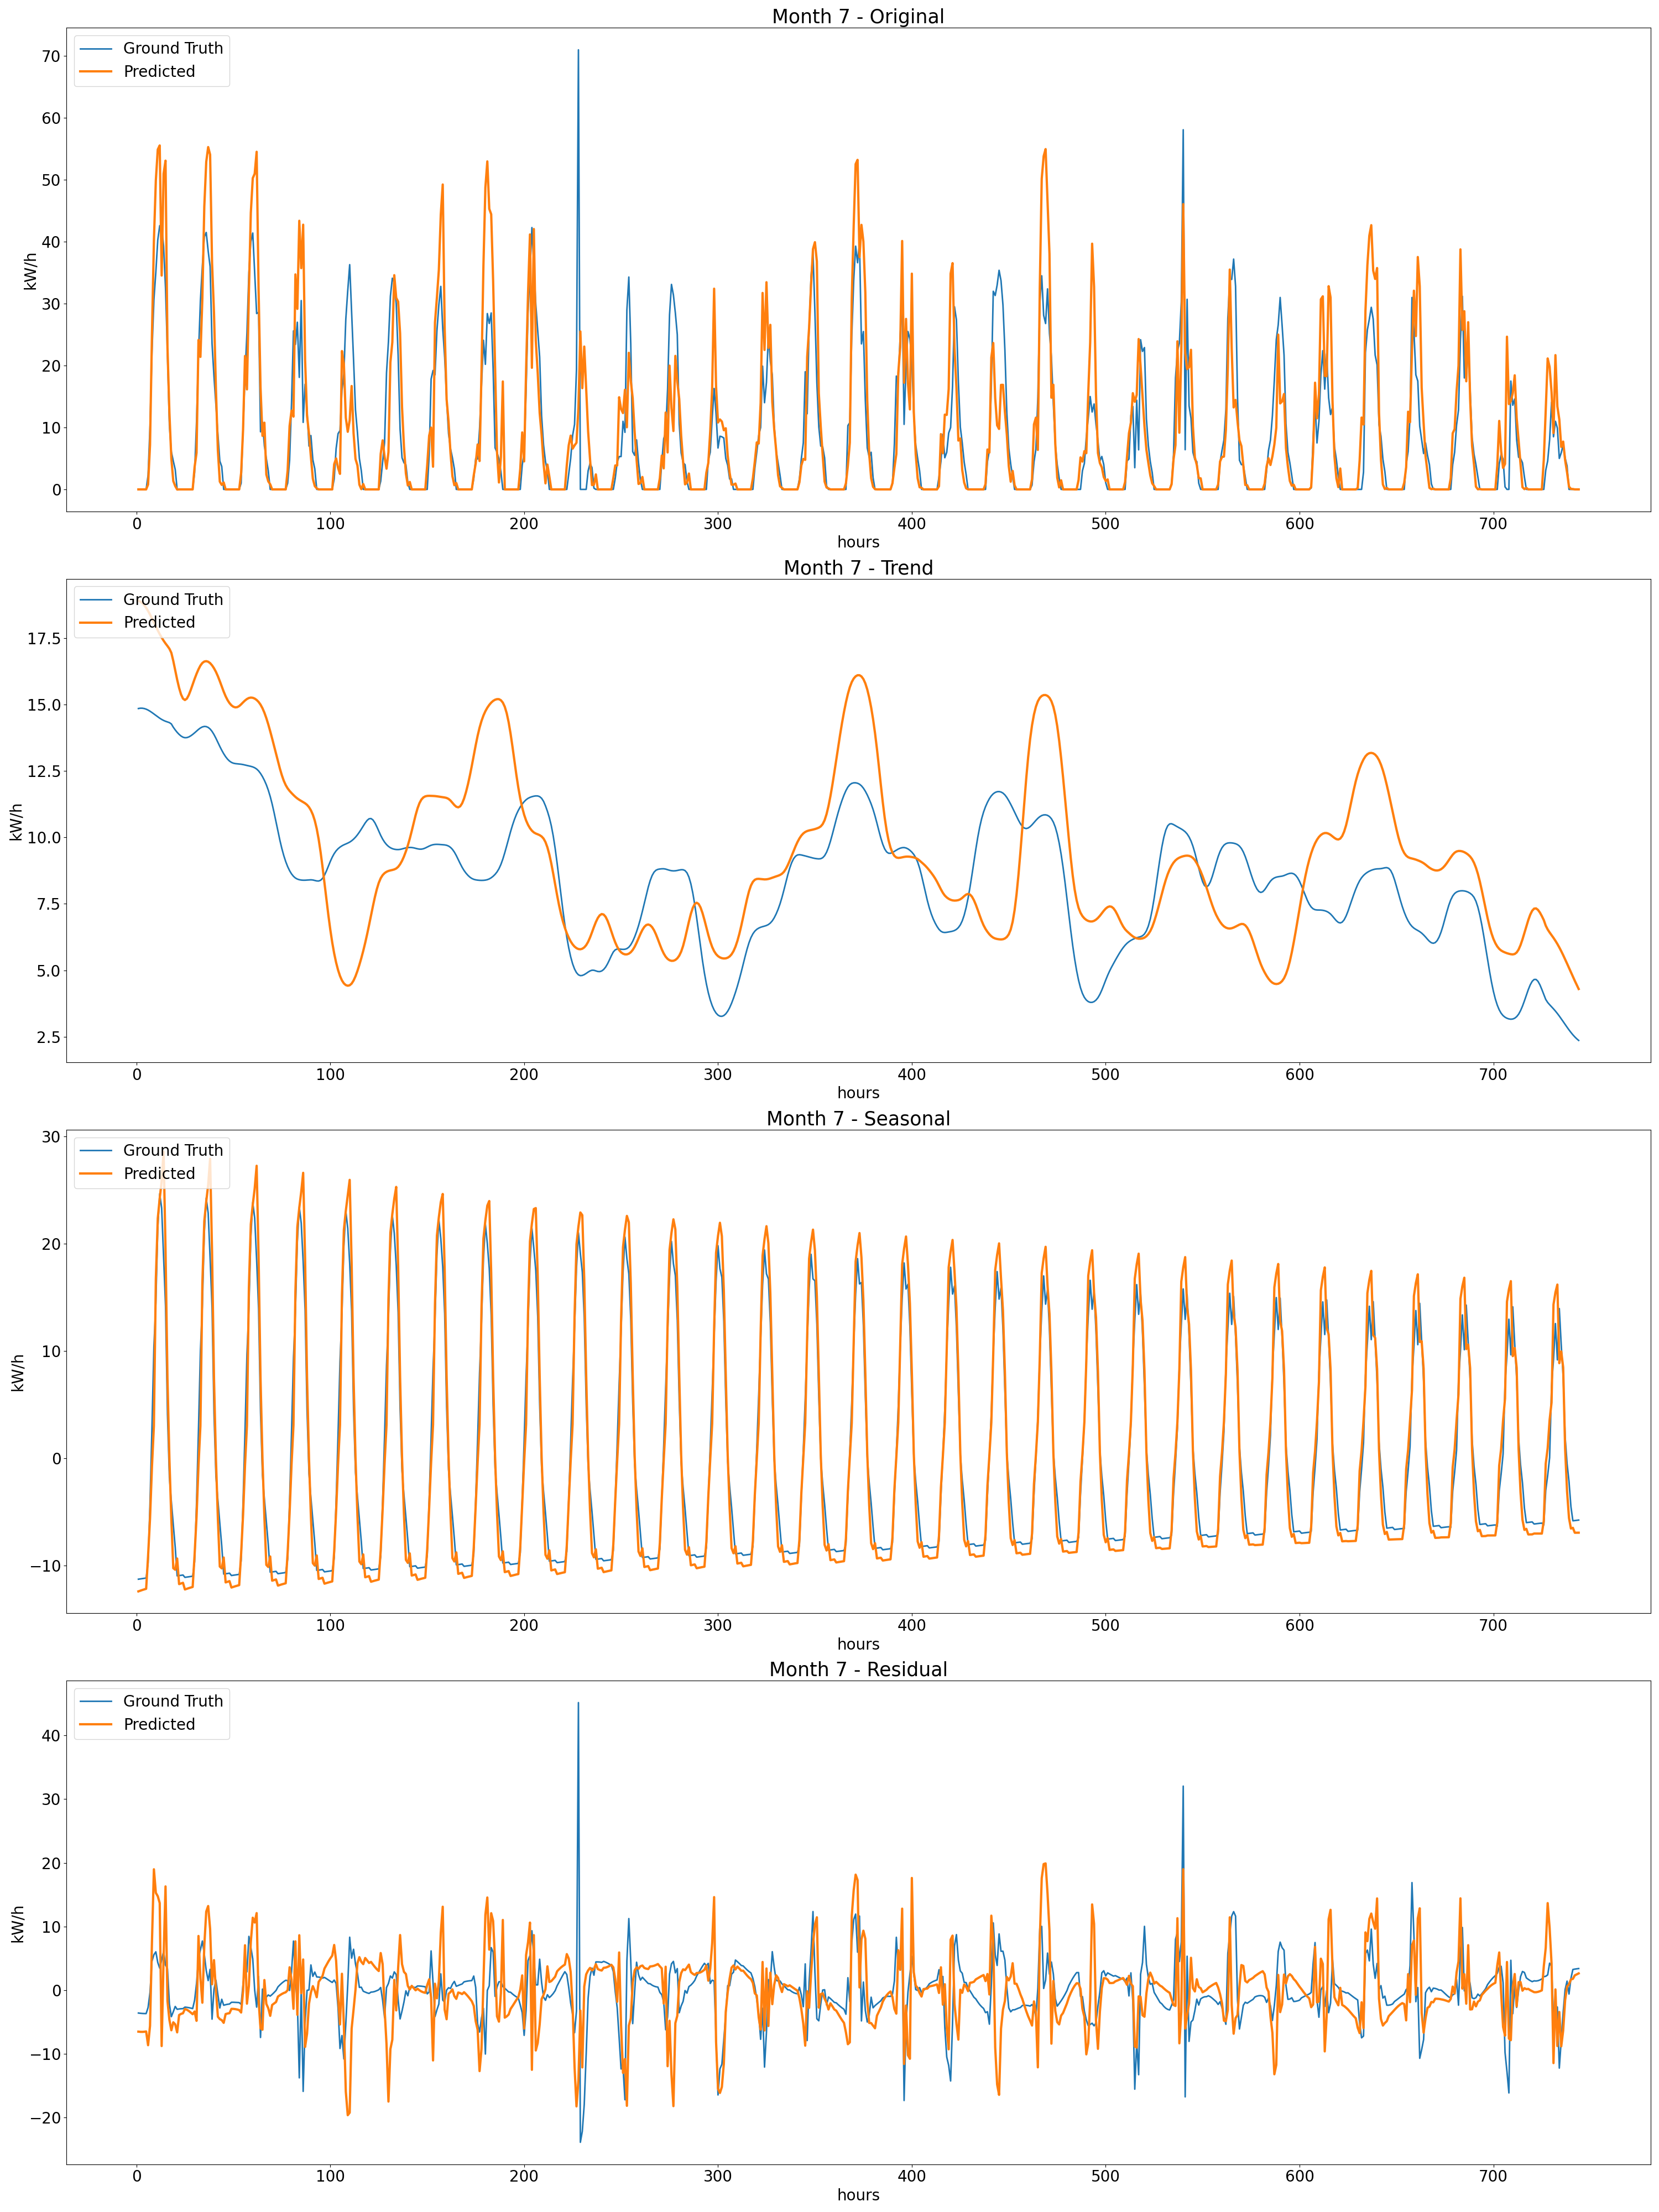 Month 7 - Original
Ground Truth
Predicted
kW/h
70
60
50
40
30
20
10
0
0 100 200 300 400 500 600 700
hours
Month 7 - Trend
Ground Truth
Predicted
kW/h
17.5
15.0
12.5
10.0
7.5
5.0
2.5
0 100 200 300 400 500 600 700
hours
Month 7 - Seasonal
Ground Truth
Predicted
kW/h
30
20
10
0
−10
0 100 200 300 400 500 600 700
hours
Month 7 - Residual
Ground Truth
Predicted
kW/h
40
30
20
10
0
−10
−20
0 100 200 300 400 500 600 700
hours